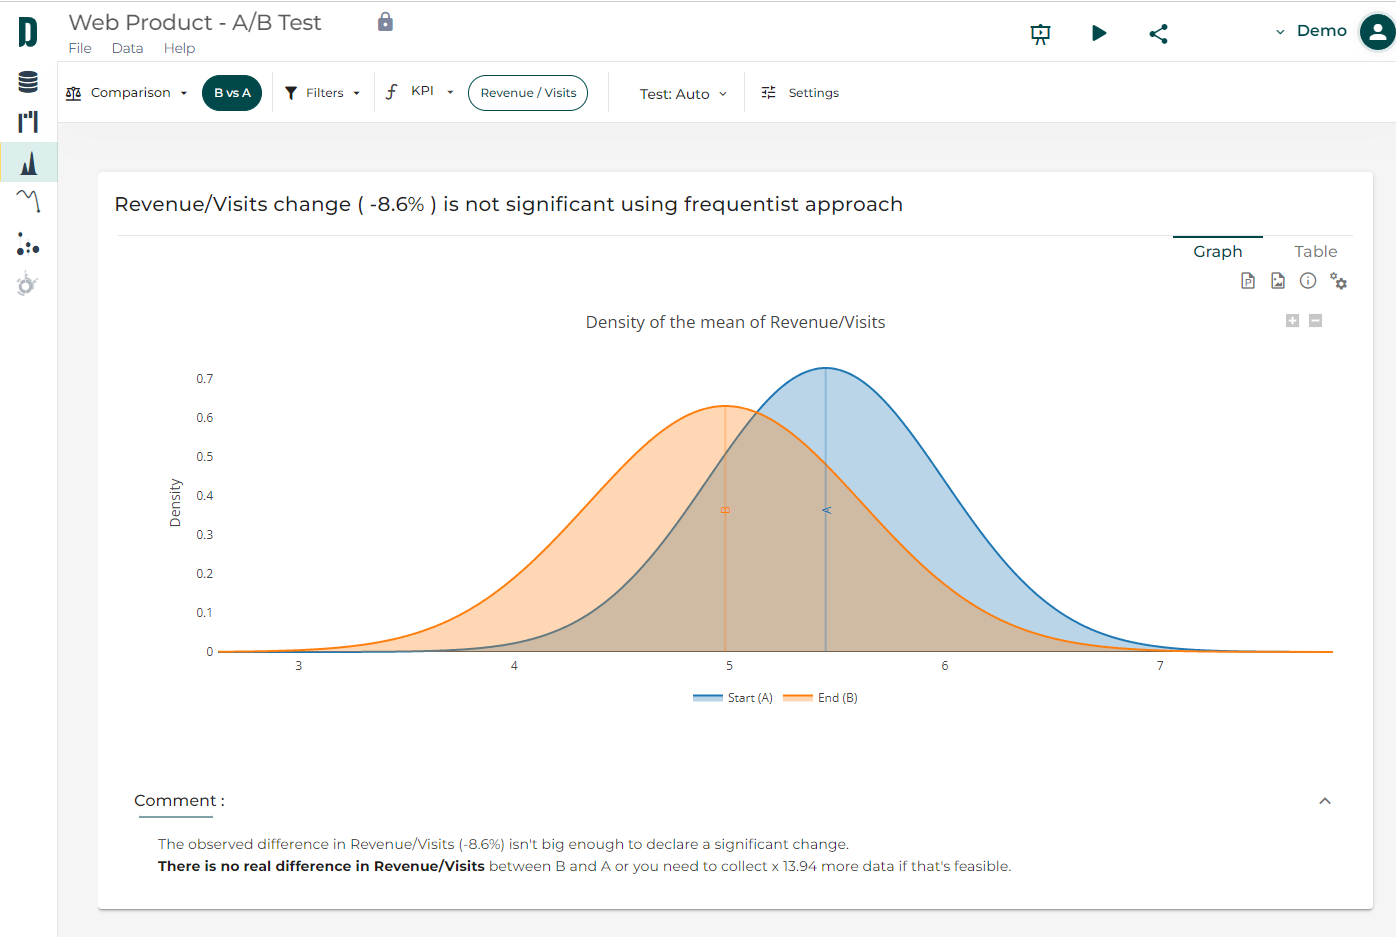 Web Product - A/B Test
File Data Help
Demo
Comparison
B vs A
Filters
KPI
Revenue / Visits
Test: Auto
Settings
Revenue/Visits change ( -8.6% ) is not significant using frequentist approach
Graph
Table
Density of the mean of Revenue/Visits
0.7
0.6
0.5
0.4
0.3
0.2
0.1
0
Density
B
A
3
4
5
6
7
Start (A)
End (B)
Comment :
The observed difference in Revenue/Visits (-8.6%) isn't big enough to declare a significant change.
There is no real difference in Revenue/Visits between B and A or you need to collect x 13.94 more data if that's feasible.